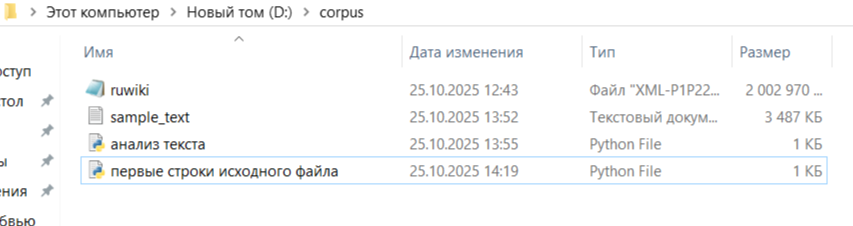 Этот компьютер > Новый том (D:) > corpus
Имя Дата изменения Тип Размер
ruwiki 25.10.2025 12:43 Файл "XML-P1P22... 2 002 970 ...
оступ
sample_text 25.10.2025 13:52 Текстовый докум... 3 487 КБ
тол
анализ текста 25.10.2025 13:55 Python File 1 КБ
ы
первые строки исходного файла 25.10.2025 14:19 Python File 1 КБ
ения
бвью